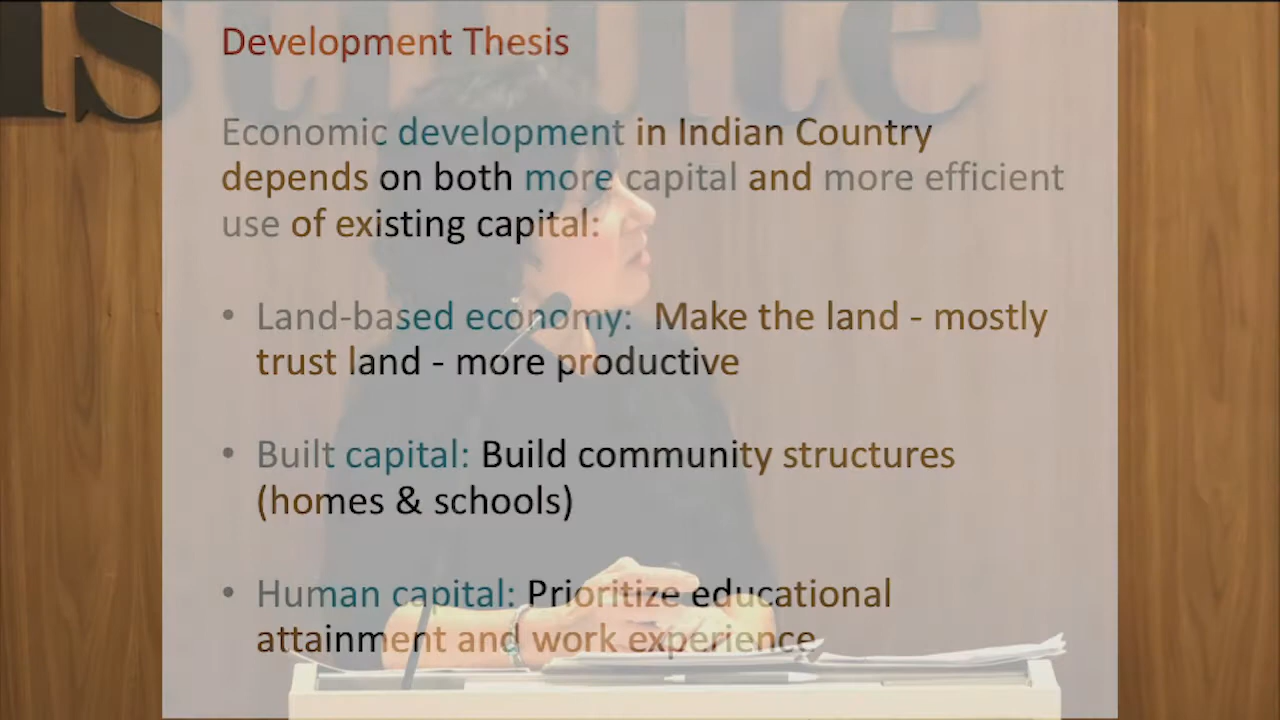 Development Thesis
Economic development in Indian Country
depends on both more capital and more efficient
use of existing capital:
• Land-based economy:  Make the land - mostly
trust land - more productive
• Built capital: Build community structures
(homes & schools)
• Human capital: Prioritize educational
attainment and work experience